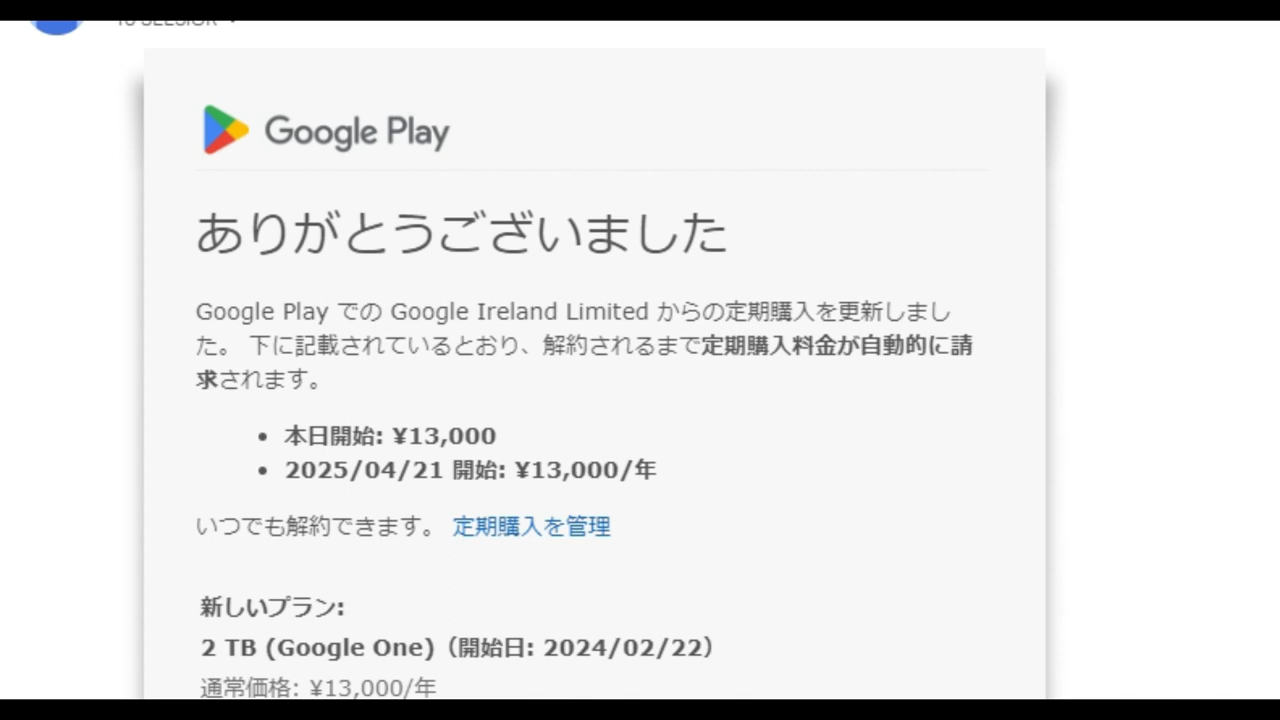 Google Play
ありがとうございました
Google Play での Google Ireland Limited からの定期購入を更新しまし
た。 下に記載されているとおり、解約されるまで定期購入料金が自動的に請
求されます。
• 本日開始: ¥13,000
• 2025/04/21 開始: ¥13,000/年
いつでも解約できます。 定期購入を管理
新しいプラン:
2 TB (Google One)（開始日: 2024/02/22）
通常価格: ¥13,000/年